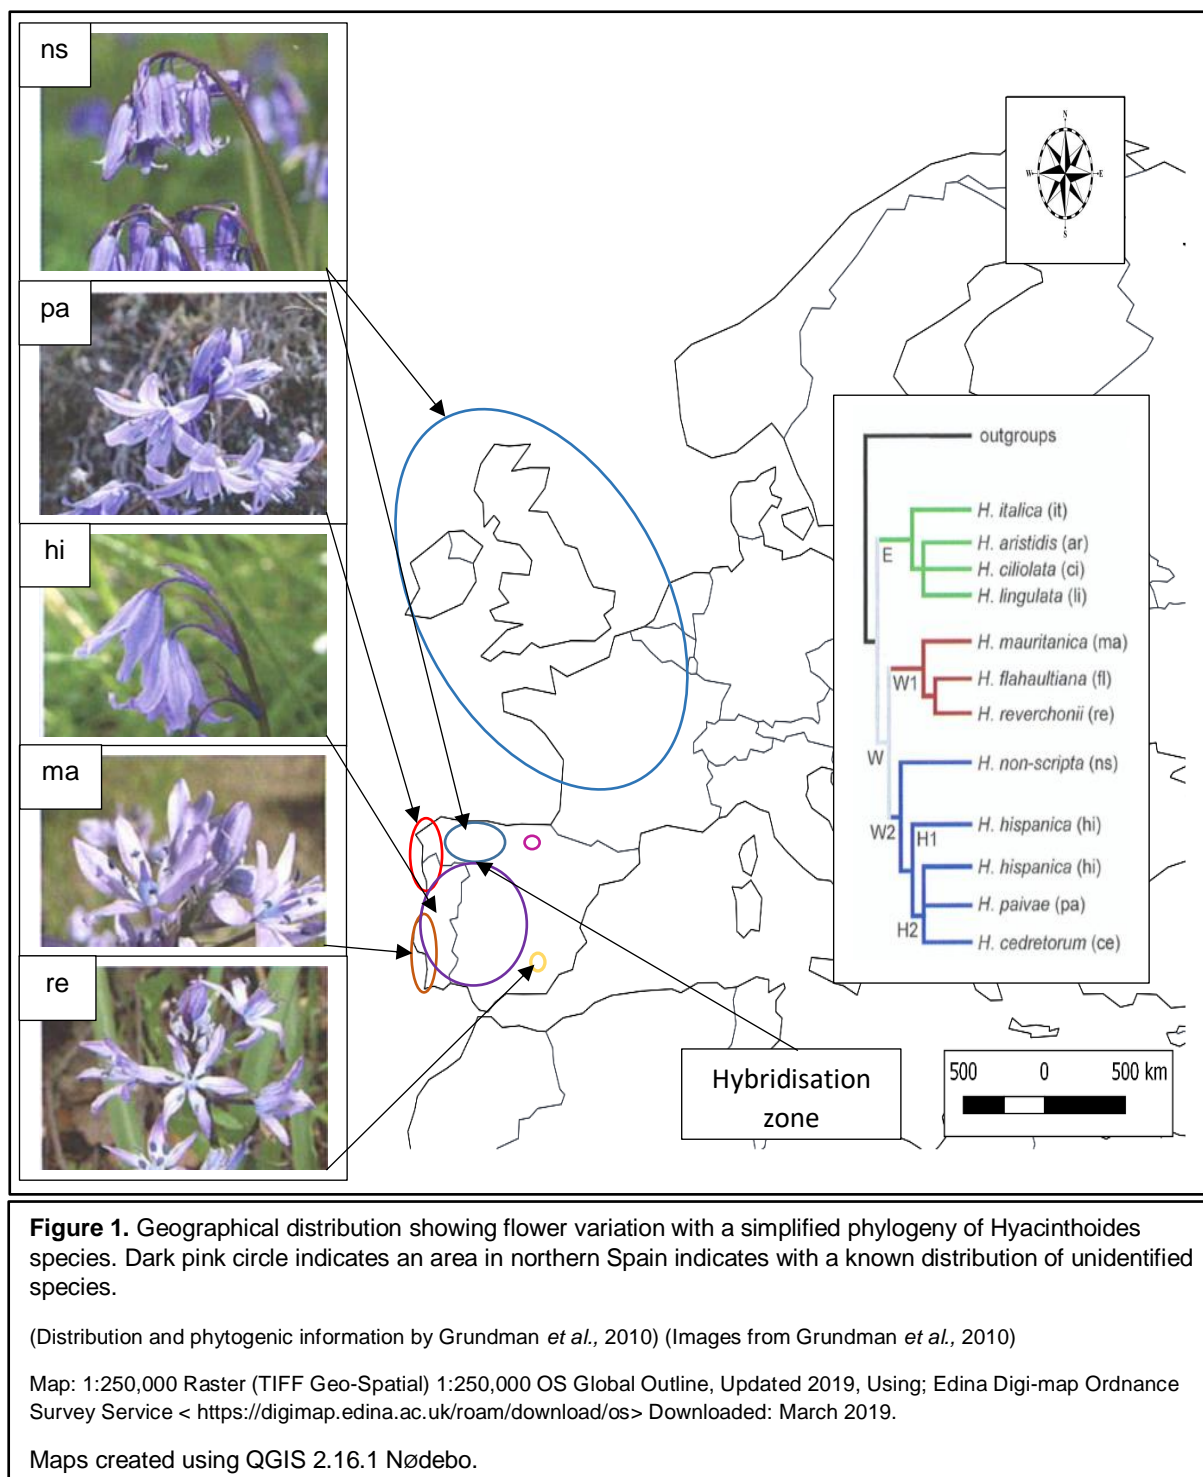 ns
pa
hi
ma
re
N
W
E
S
outgroups
H. italica (it)
H. aristidis (ar)
E
H. ciliolata (ci)
H. lingulata (li)
H. mauritanica (ma)
W1
H. flahaultiana (fl)
H. reverchonii (re)
W
H. non-scripta (ns)
W2
H. hispanica (hi)
H1
H. hispanica (hi)
H. paivae (pa)
H2
H. cedretorum (ce)
Hybridisation
zone
500 0 500 km
Figure 1. Geographical distribution showing flower variation with a simplified phylogeny of Hyacinthoides
species. Dark pink circle indicates an area in northern Spain indicates with a known distribution of unidentified
species.
(Distribution and phytogenic information by Grundman et al., 2010) (Images from Grundman et al., 2010)
Map: 1:250,000 Raster (TIFF Geo-Spatial) 1:250,000 OS Global Outline, Updated 2019, Using; Edina Digi-map Ordnance
Survey Service < https://digimap.edina.ac.uk/roam/download/os> Downloaded: March 2019.
Maps created using QGIS 2.16.1 Nødebo.